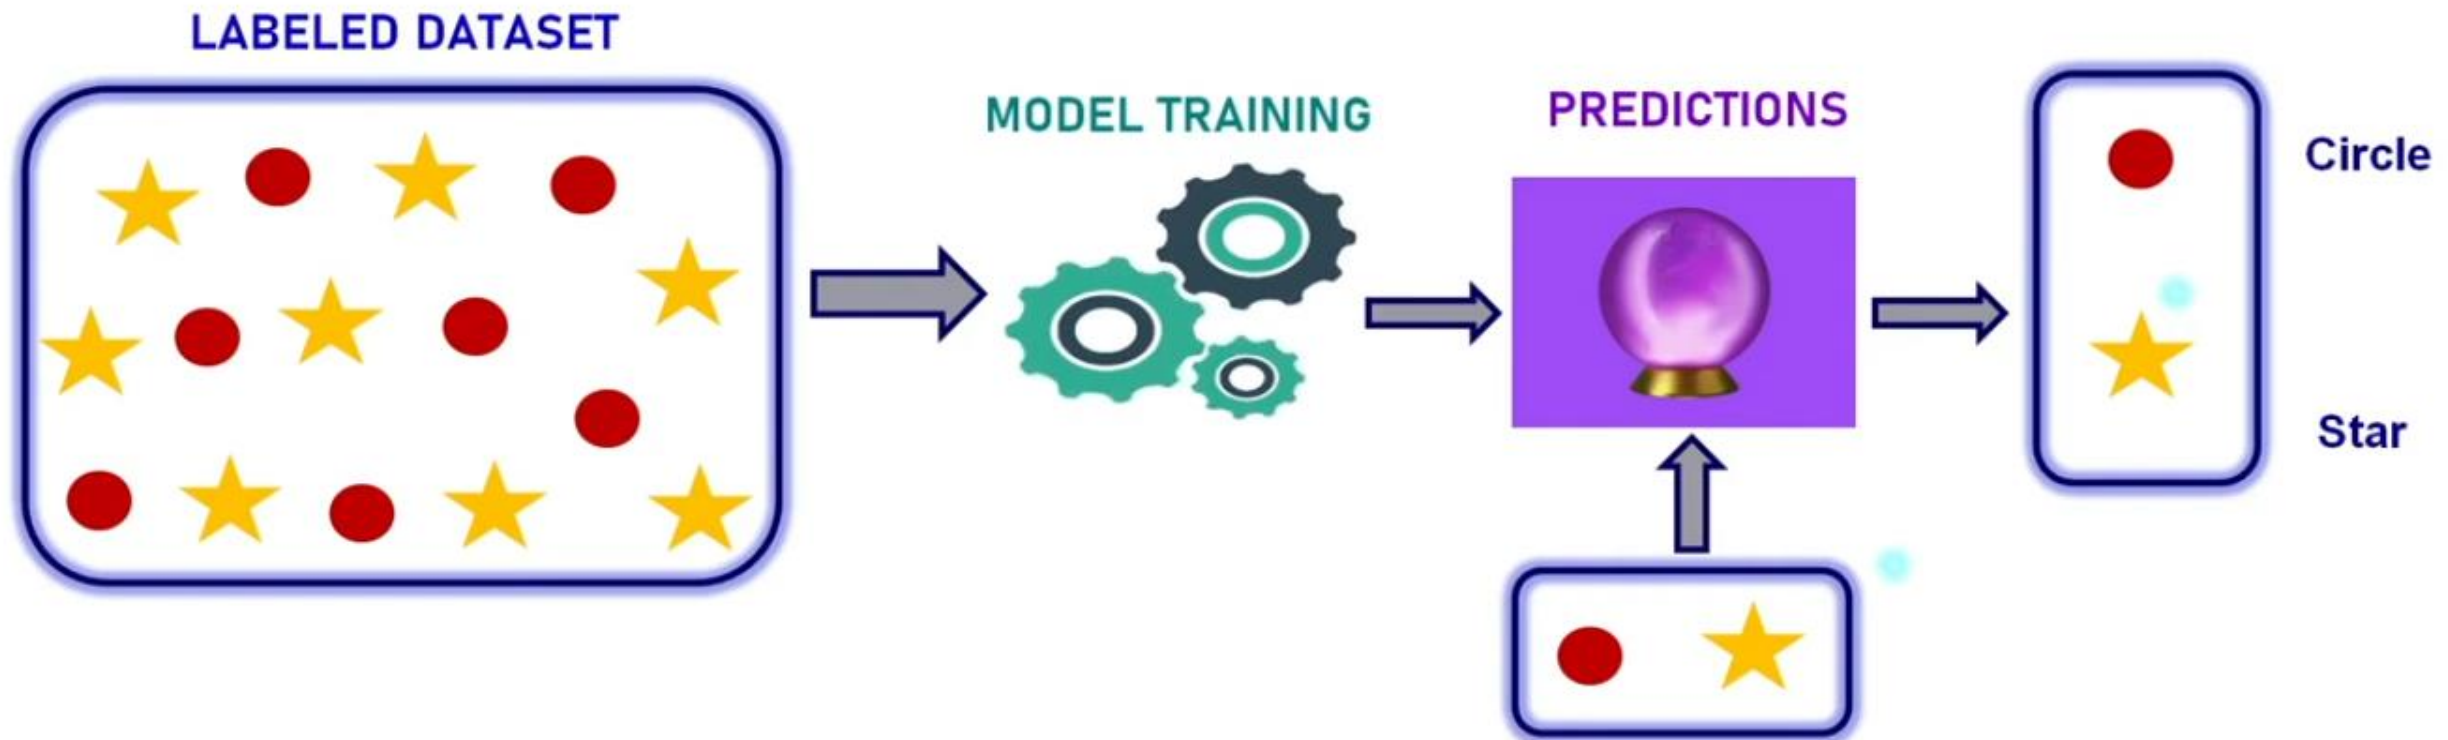 LABELED DATASET
MODEL TRAINING
PREDICTIONS
Circle
Star